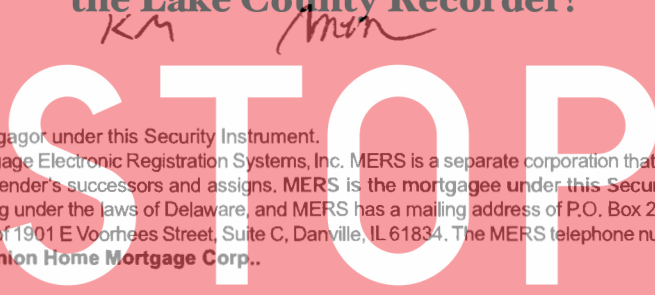 the Lake County Recorder!
KM
STOP
gagor under this Security Instrument.
gage Electronic Registration Systems, Inc. MERS is a separate corporation that
ender's successors and assigns. MERS is the mortgagee under this Secur
g under the laws of Delaware, and MERS has a mailing address of P.O. Box 2
of 1901 E Voorhees Street, Suite C, Danville, IL 61834. The MERS telephone nu
nion Home Mortgage Corp..